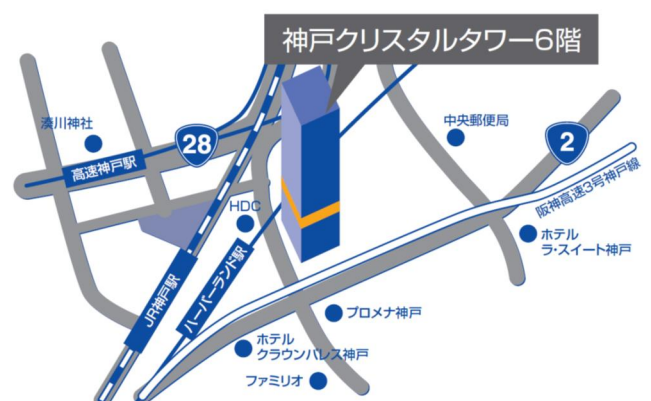 神戸クリスタルタワー6階
湊川神社
28
中央郵便局
2
高速神戸駅
阪神高速3号神戸線
HDC
ホテル
ラ・スイート神戸
ハーバーランド駅
JR神戸駅
プロメナ神戸
ホテル
クラウンパレス神戸
ファミリオ